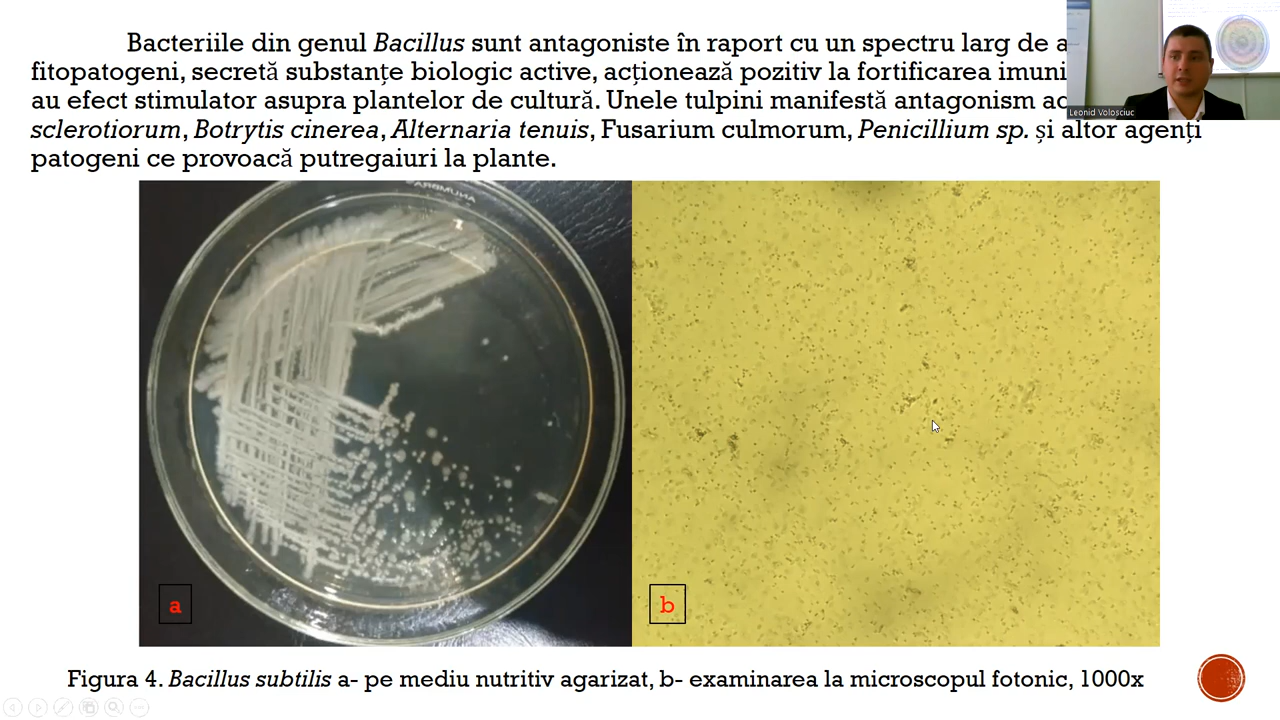 Bacteriile din genul Bacillus sunt antagoniste în raport cu un spectru larg de a
fitopatogeni, secretă substanțe biologic active, acționează pozitiv la fortificarea imuni
au efect stimulator asupra plantelor de cultură. Unele tulpini manifestă antagonism ac
sclerotiorum, Botrytis cinerea, Alternaria tenuis, Fusarium culmorum, Penicillium sp. și altor agenți
patogeni ce provoacă putregaiuri la plante.
Leonid Volosciuc
a
b
Figura 4. Bacillus subtilis a- pe mediu nutritiv agarizat, b- examinarea la microscopul fotonic, 1000x